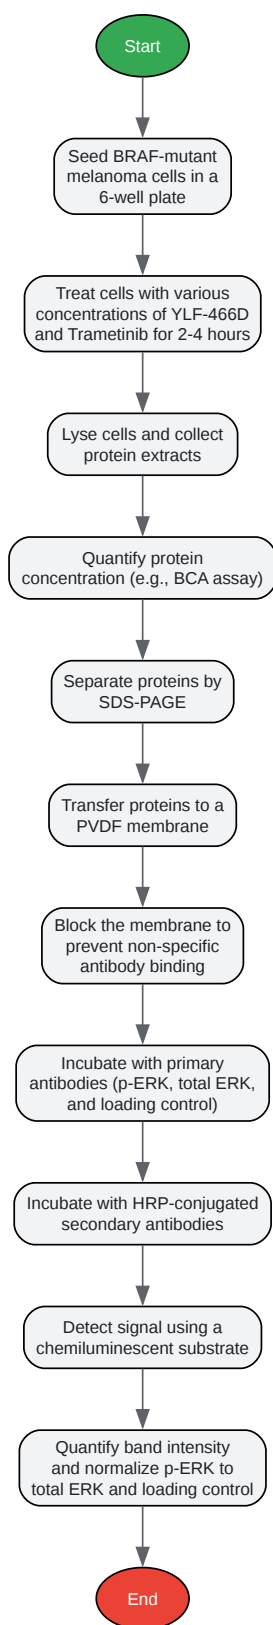 Start
Seed BRAF-mutant
melanoma cells in a
6-well plate
Treat cells with various
concentrations of YLF-466D
and Trametinib for 2-4 hours
Lyse cells and collect
protein extracts
Quantify protein
concentration (e.g., BCA assay)
Separate proteins by
SDS-PAGE
Transfer proteins to a
PVDF membrane
Block the membrane to
prevent non-specific
antibody binding
Incubate with primary
antibodies (p-ERK, total ERK,
and loading control)
Incubate with HRP-conjugated
secondary antibodies
Detect signal using a
chemiluminescent substrate
Quantify band intensity
and normalize p-ERK to
total ERK and loading control
End